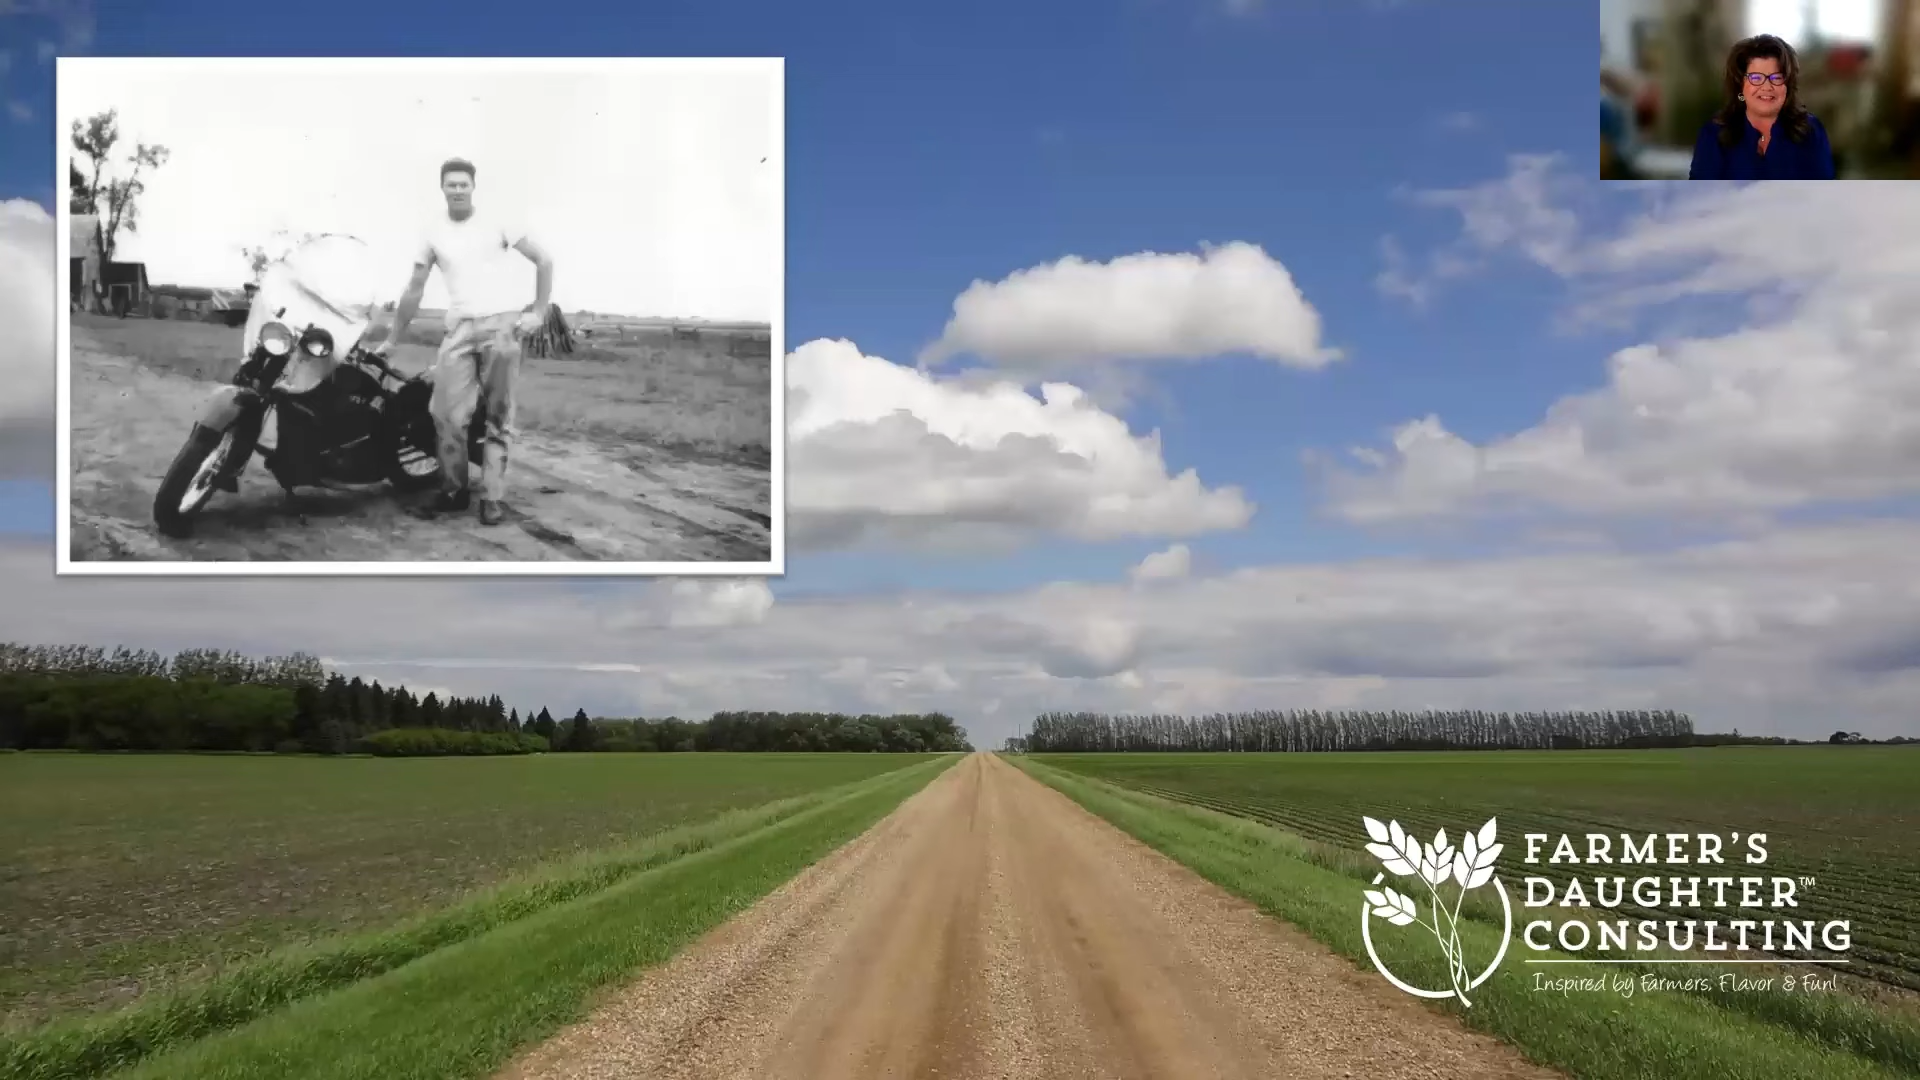 FARMER'S
DAUGHTER™
CONSULTING
Inspired by Farmers, Flavor & Fun!